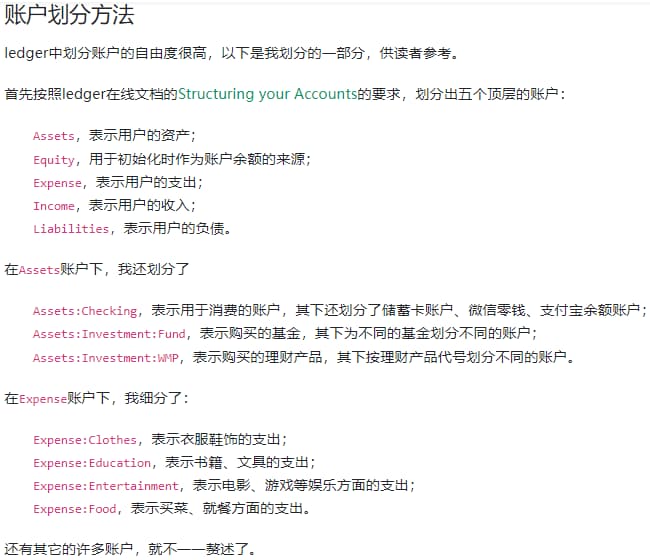 账户划分方法
ledger中划分账户的自由度很高，以下是我划分的一部分，供读者参考。
首先按照ledger在线文档的Structuring your Accounts的要求，划分出五个顶层的账户：
Assets，表示用户的资产；
Equity，用于初始化时作为账户余额的来源；
Expense，表示用户的支出；
Income，表示用户的收入；
Liabilities，表示用户的负债。
在Assets账户下，我还划分了
Assets:Checking，表示用于消费的账户，其下还划分了储蓄卡账户、微信零钱、支付宝余额账户；
Assets:Investment:Fund，表示购买的基金，其下为不同的基金划分不同的账户；
Assets:Investment:WMP，表示购买的理财产品，其下按理财产品代号划分不同的账户。
在Expense账户下，我细分了：
Expense:Clothes，表示衣服鞋饰的支出；
Expense:Education，表示书籍、文具的支出；
Expense:Entertainment，表示电影、游戏等娱乐方面的支出；
Expense:Food，表示买菜、就餐方面的支出。
还有其它的许多账户，就不一一赘述了。